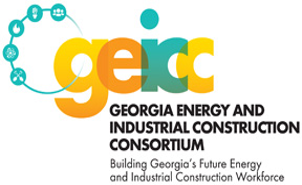 geicc
GEORGIA ENERGY AND
INDUSTRIAL CONSTRUCTION
CONSORTIUM
Building Georgia's Future Energy
and Industrial Construction Workforce